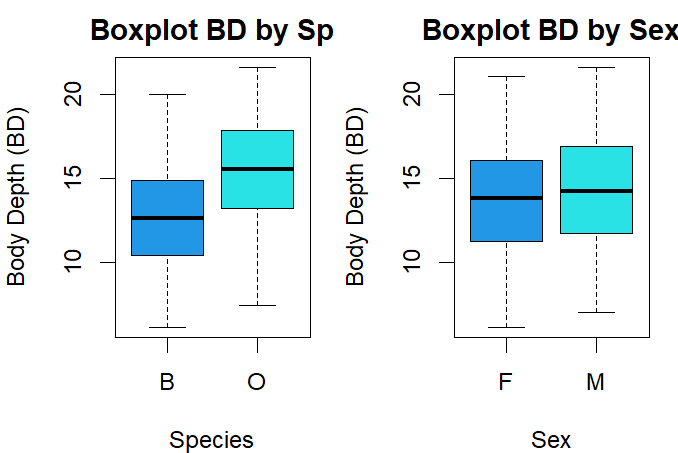 Boxplot BD by Sp
Body Depth (BD)
20
15
10
B
O
Species
Boxplot BD by Sex
Body Depth (BD)
20
15
10
F
M
Sex